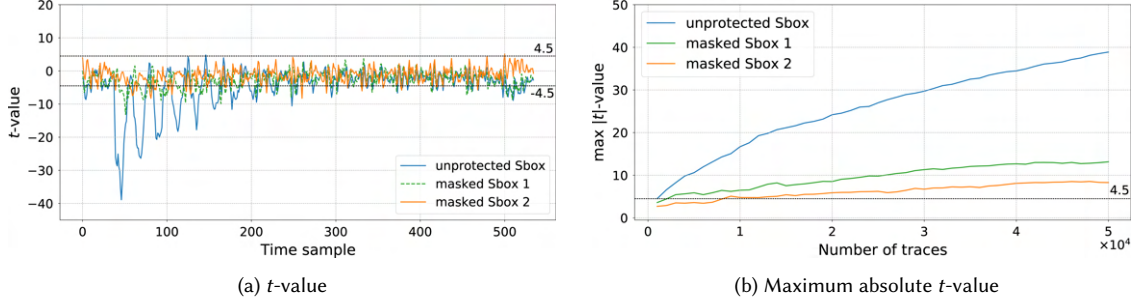 20
10
0
−10
−20
−30
−40
t-value
4.5
-4.5
unprotected Sbox
masked Sbox 1
masked Sbox 2
0 100 200 300 400 500
Time sample
(a) t-value
50
40
30
20
10
0
max |t|-value
unprotected Sbox
masked Sbox 1
masked Sbox 2
4.5
0 1 2 3 4 5
×10⁴
Number of traces
(b) Maximum absolute t-value